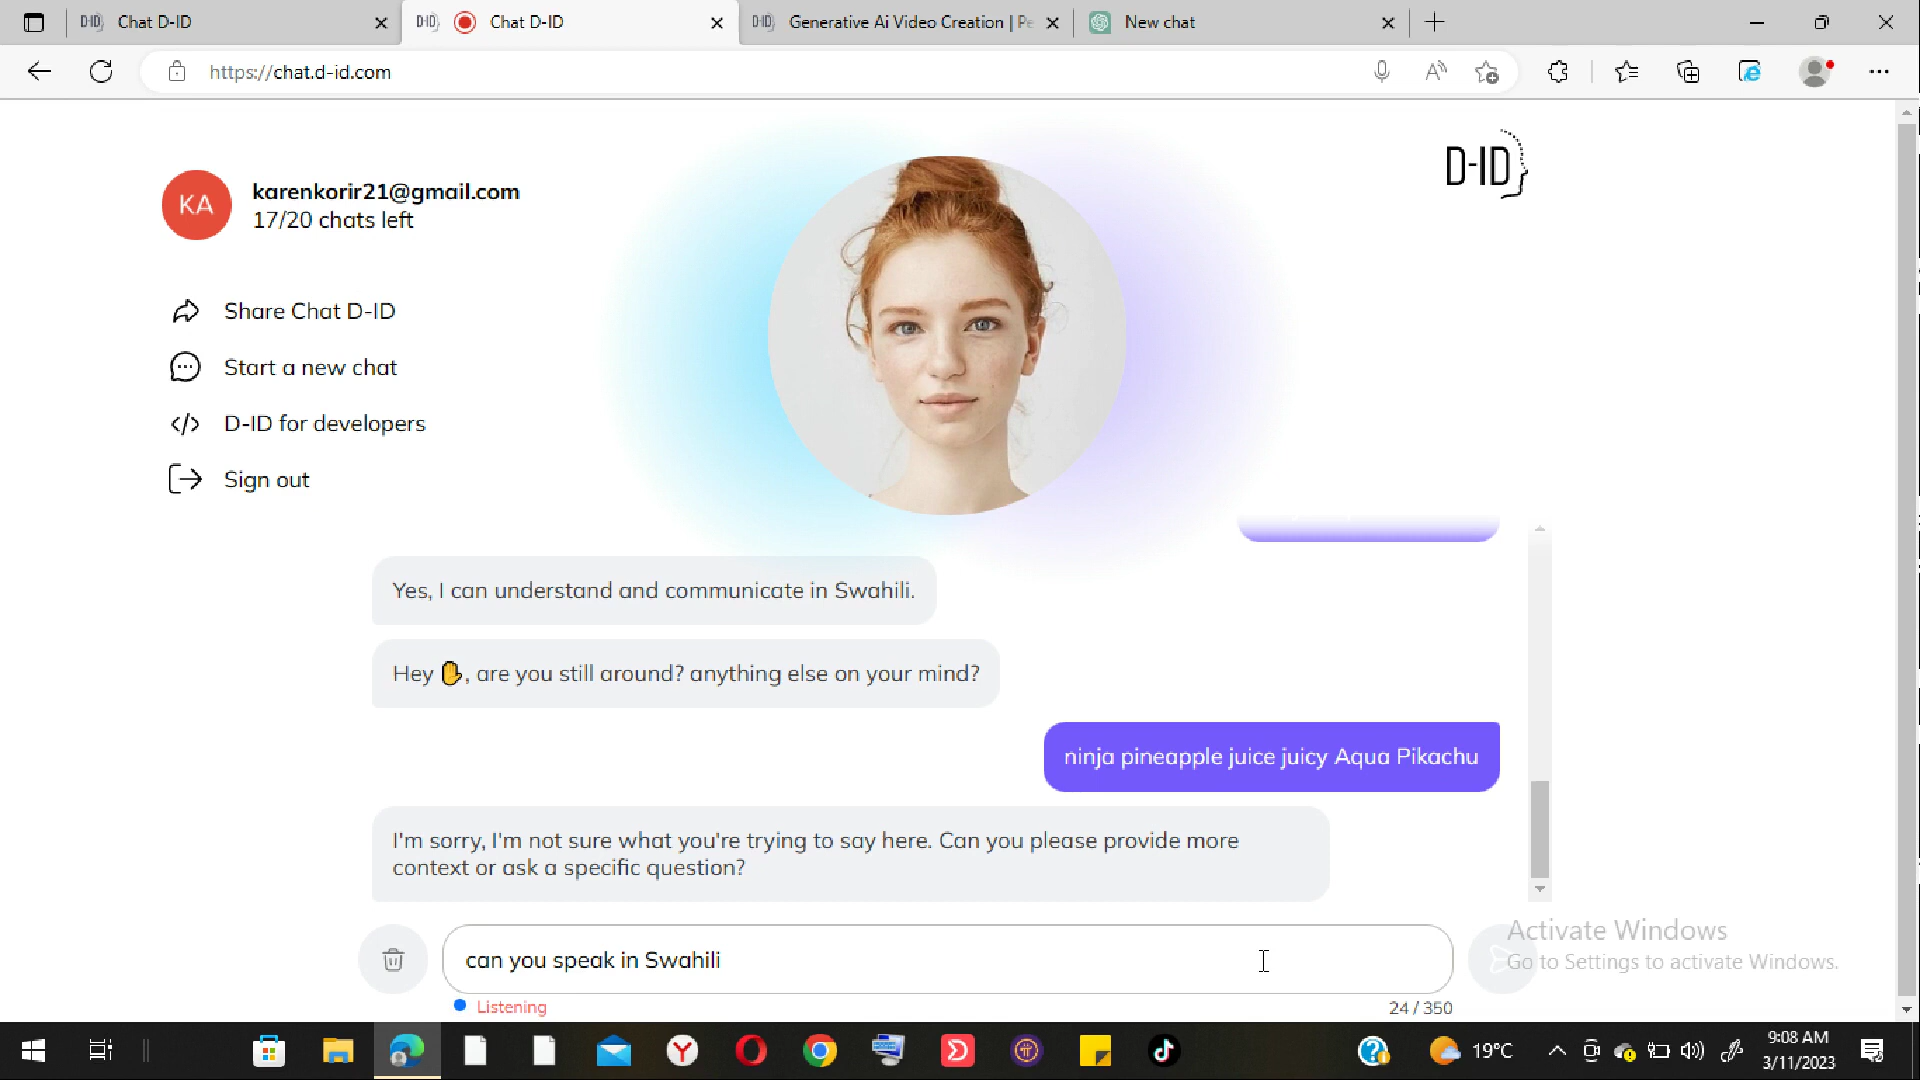 D-ID Chat D-ID
D-ID Chat D-ID
D-ID Generative Ai Video Creation | Pe
New chat
https://chat.d-id.com
D-ID
KA
karenkorir21@gmail.com
17/20 chats left
Share Chat D-ID
Start a new chat
D-ID for developers
Sign out
Yes, I can understand and communicate in Swahili.
Hey ✋, are you still around? anything else on your mind?
ninja pineapple juice juicy Aqua Pikachu
I'm sorry, I'm not sure what you're trying to say here. Can you please provide more
context or ask a specific question?
can you speak in Swahili
Listening
24 / 350
Activate Windows
Go to Settings to activate Windows.
19°C
9:08 AM
3/11/2023